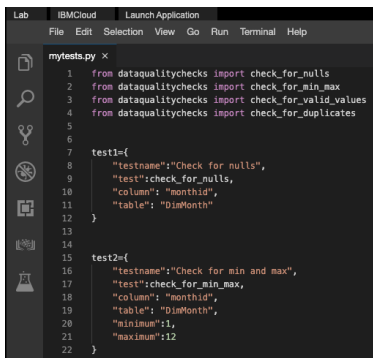 Lab IBMCloud Launch Application
File Edit Selection View Go Run Terminal Help
mytests.py ×
1 from dataqualitychecks import check_for_nulls
2 from dataqualitychecks import check_for_min_max
3 from dataqualitychecks import check_for_valid_values
4 from dataqualitychecks import check_for_duplicates
5
6
7 test1={
8     "testname":"Check for nulls",
9     "test":check_for_nulls,
10     "column": "monthid",
11     "table": "DimMonth"
12 }
13
14
15 test2={
16     "testname":"Check for min and max",
17     "test":check_for_min_max,
18     "column": "monthid",
19     "table": "DimMonth",
20     "minimum":1,
21     "maximum":12
22 }